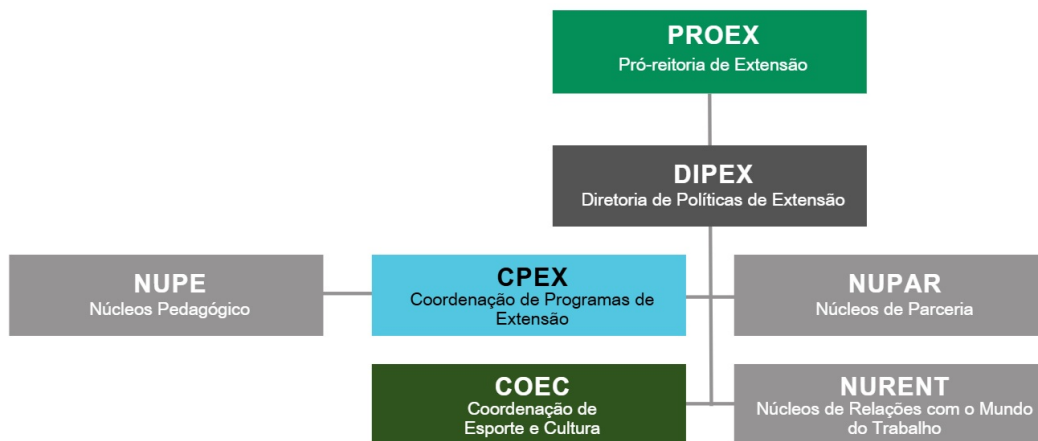 PROEX
Pró-reitoria de Extensão
DIPEX
Diretoria de Políticas de Extensão
NUPE
Núcleos Pedagógico
CPEX
Coordenação de Programas de
Extensão
NUPAR
Núcleos de Parceria
COEC
Coordenação de
Esporte e Cultura
NURENT
Núcleos de Relações com o Mundo
do Trabalho